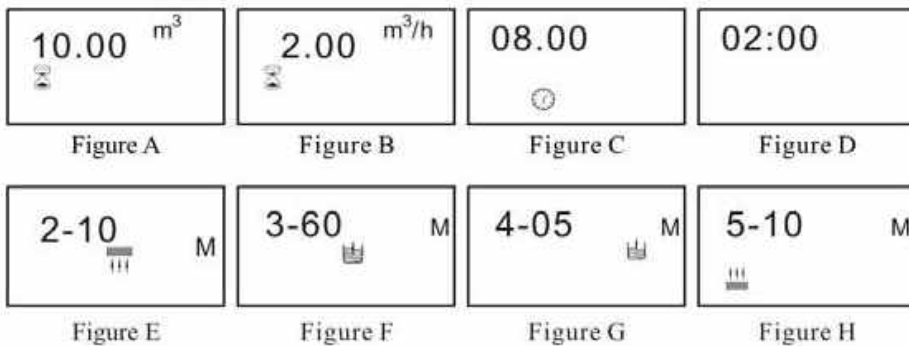 10.00 m³
2.00 m³/h
08.00
02:00
Figure A
Figure B
Figure C
Figure D
2-10 M
3-60 M
4-05 M
5-10 M
Figure E
Figure F
Figure G
Figure H